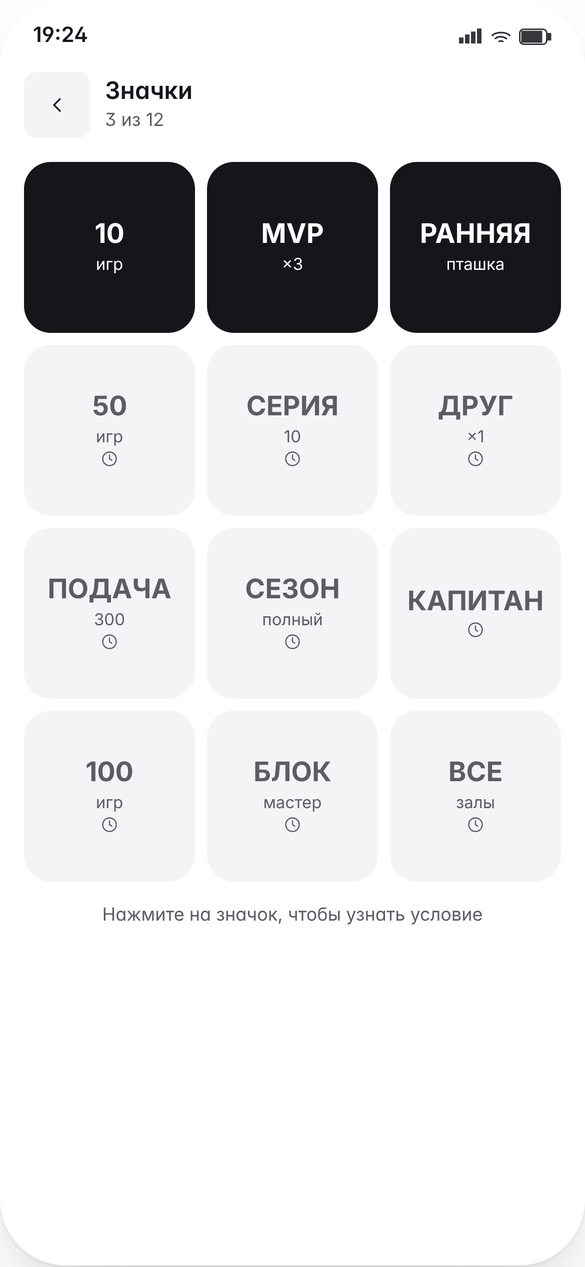 19:24
Значки
3 из 12
10
игр
MVP
×3
РАННЯЯ
пташка
50
игр
СЕРИЯ
10
ДРУГ
×1
ПОДАЧА
300
СЕЗОН
полный
КАПИТАН
100
игр
БЛОК
мастер
ВСЕ
залы
Нажмите на значок, чтобы узнать условие